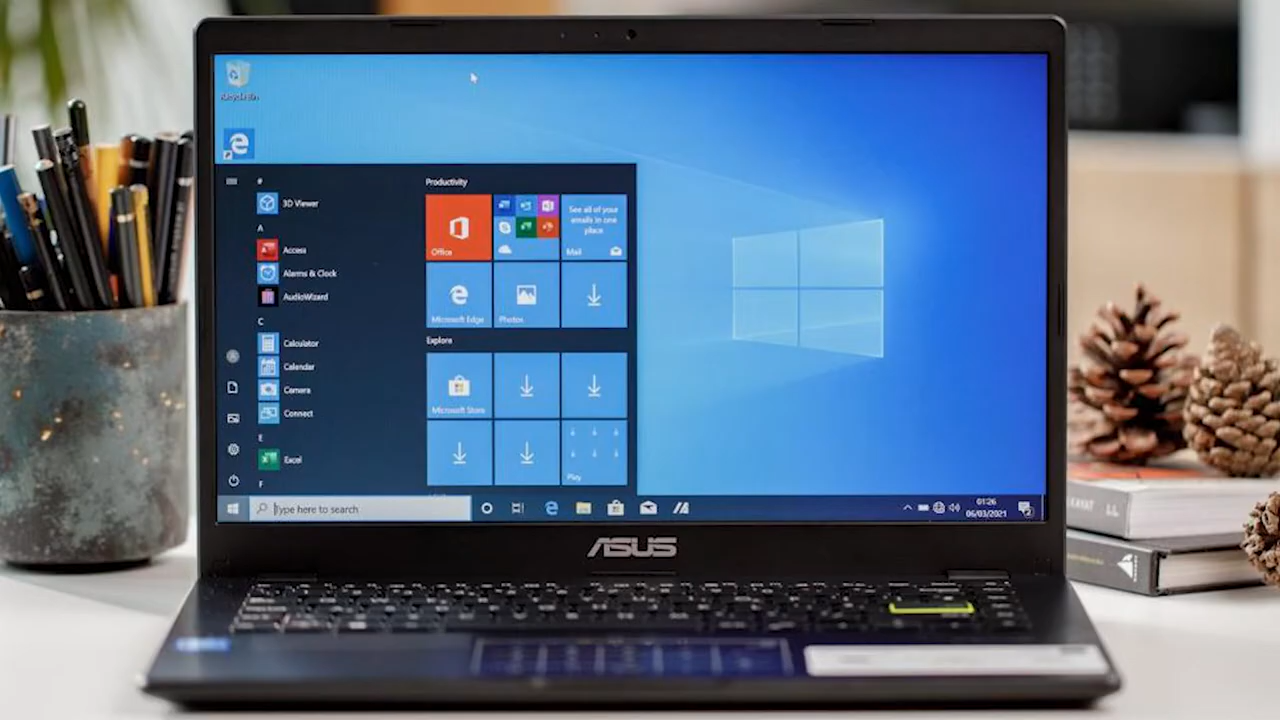 Recycle Bin
#
3D Viewer
A
Access
Alarms & Clock
AudioWizard
C
Calculator
Calendar
Camera
Connect
E
Excel
F
Productivity
Office
See all of your
emails in one
place
Mail
Microsoft Edge
Photos
Explore
Microsoft Store
Play
Type here to search
01:26
06/03/2021
ASUS